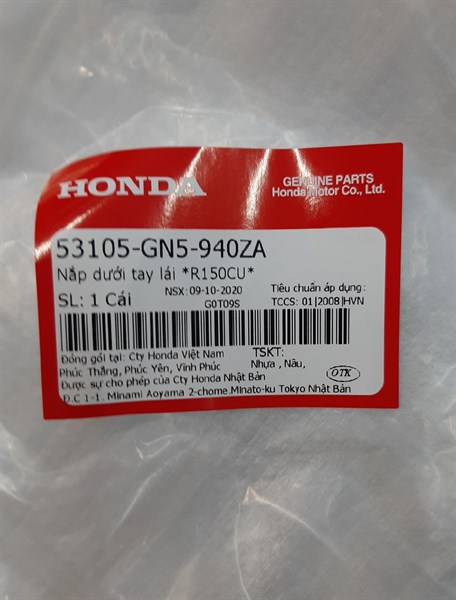 HONDA
GENUINE PARTS
Honda Motor Co., Ltd.
53105-GN5-940ZA
Nắp dưới tay lái *R150CU*
SL: 1 Cái
NSX: 09-10-2020
G0T09S
Tiêu chuẩn áp dụng :
TCCS: 01|2008|HVN
Đóng gói tại: Cty Honda Việt Nam
Phúc Thắng, Phúc Yên, Vĩnh Phúc
Được sự cho phép của Cty Honda Nhật Bản
Đ.C 1-1. Minami Aoyama 2-chome Minato-ku Tokyo Nhật Bản
TSKT:
Nhựa , Nâu,
OTK